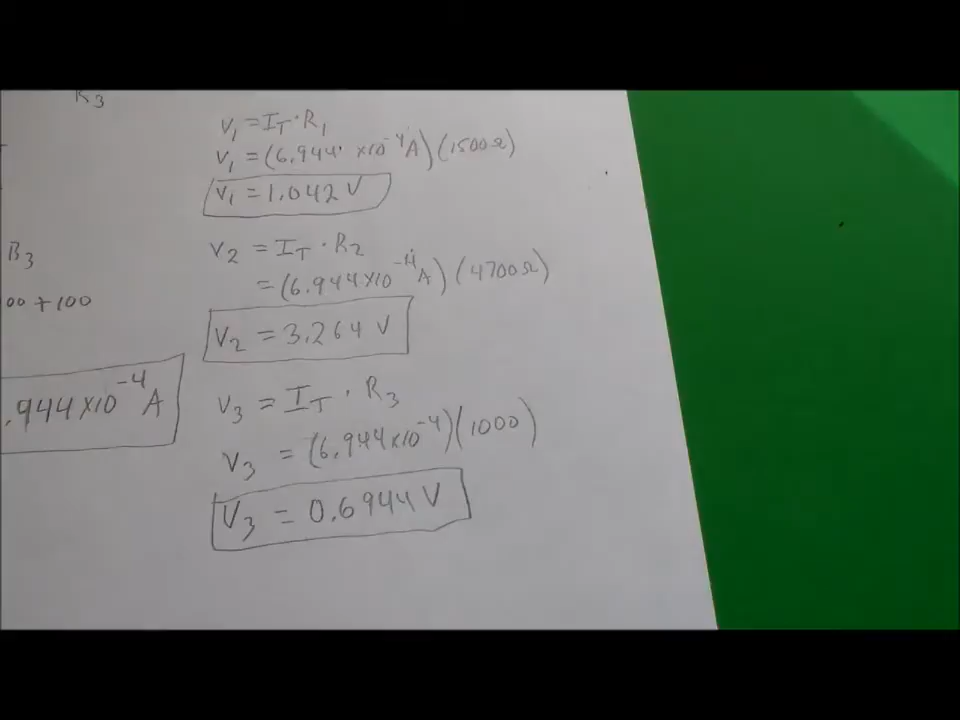 R3
V1 = IT · R1
V1 = (6.944 x10^-4 A)(1500Ω)
V1 = 1.042 V
B3
V2 = IT · R2
= (6.944x10^-4 A)(4700Ω)
00 + 100
V2 = 3.264 V
.944x10^-4 A
V3 = IT · R3
V3 = (6.944x10^-4)(1000)
V3 = 0.6944 V